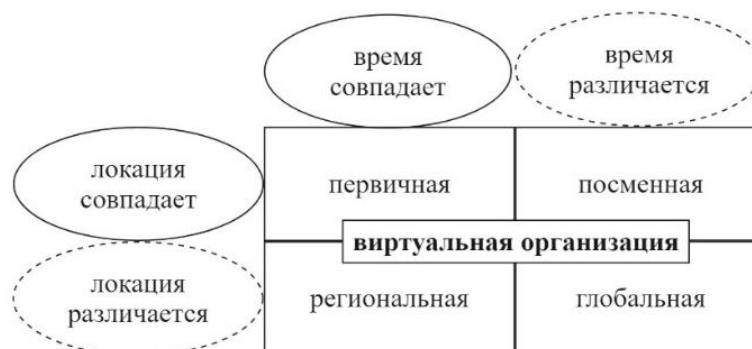 время
совпадает
время
различается
локация
совпадает
первичная
посменная
виртуальная организация
локация
различается
региональная
глобальная